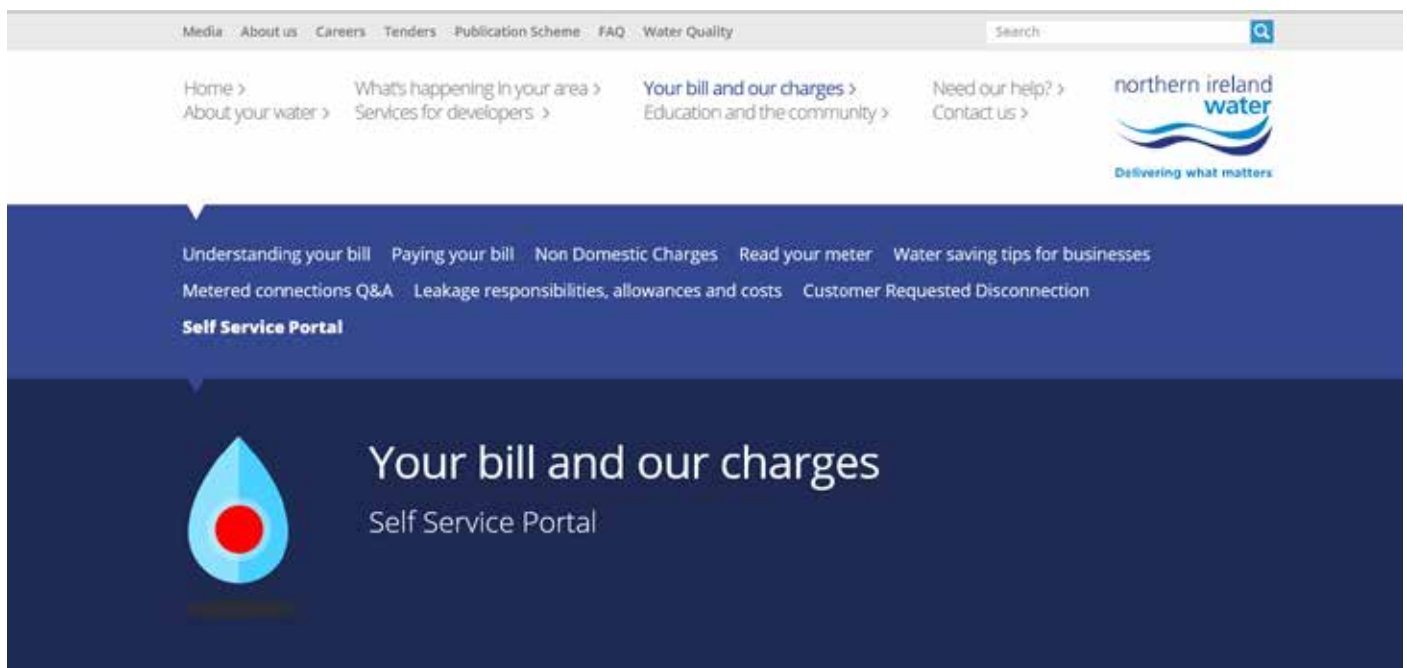 Media About us Careers Tenders Publication Scheme FAQ Water Quality Search
Home > What's happening in your area > Your bill and our charges > Need our help? >
About your water > Services for developers > Education and the community > Contact us >
northern ireland
water
Delivering what matters
Understanding your bill Paying your bill Non Domestic Charges Read your meter Water saving tips for businesses
Metered connections Q&A Leakage responsibilities, allowances and costs Customer Requested Disconnection
Self Service Portal
Your bill and our charges
Self Service Portal